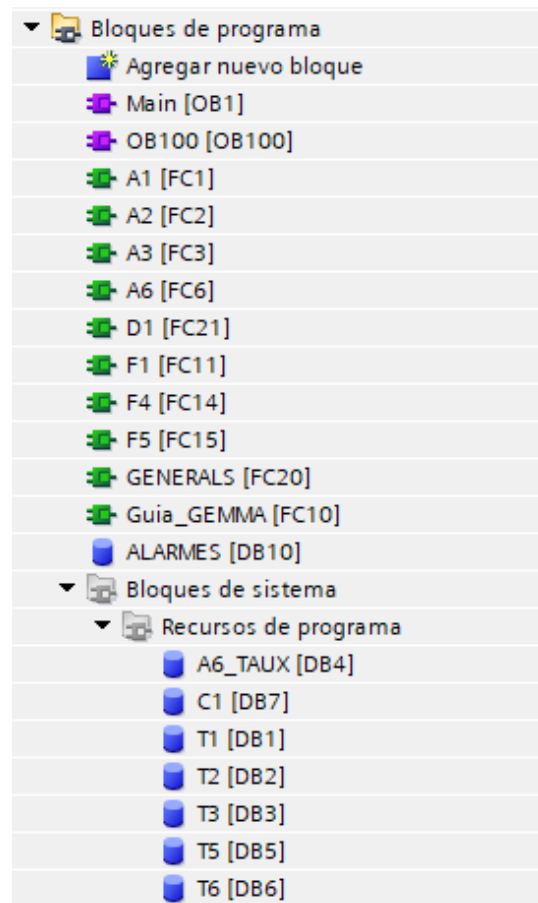 Bloques de programa
Agregar nuevo bloque
Main [OB1]
OB100 [OB100]
A1 [FC1]
A2 [FC2]
A3 [FC3]
A6 [FC6]
D1 [FC21]
F1 [FC11]
F4 [FC14]
F5 [FC15]
GENERALS [FC20]
Guia_GEMMA [FC10]
ALARMES [DB10]
Bloques de sistema
Recursos de programa
A6_TAUX [DB4]
C1 [DB7]
T1 [DB1]
T2 [DB2]
T3 [DB3]
T5 [DB5]
T6 [DB6]